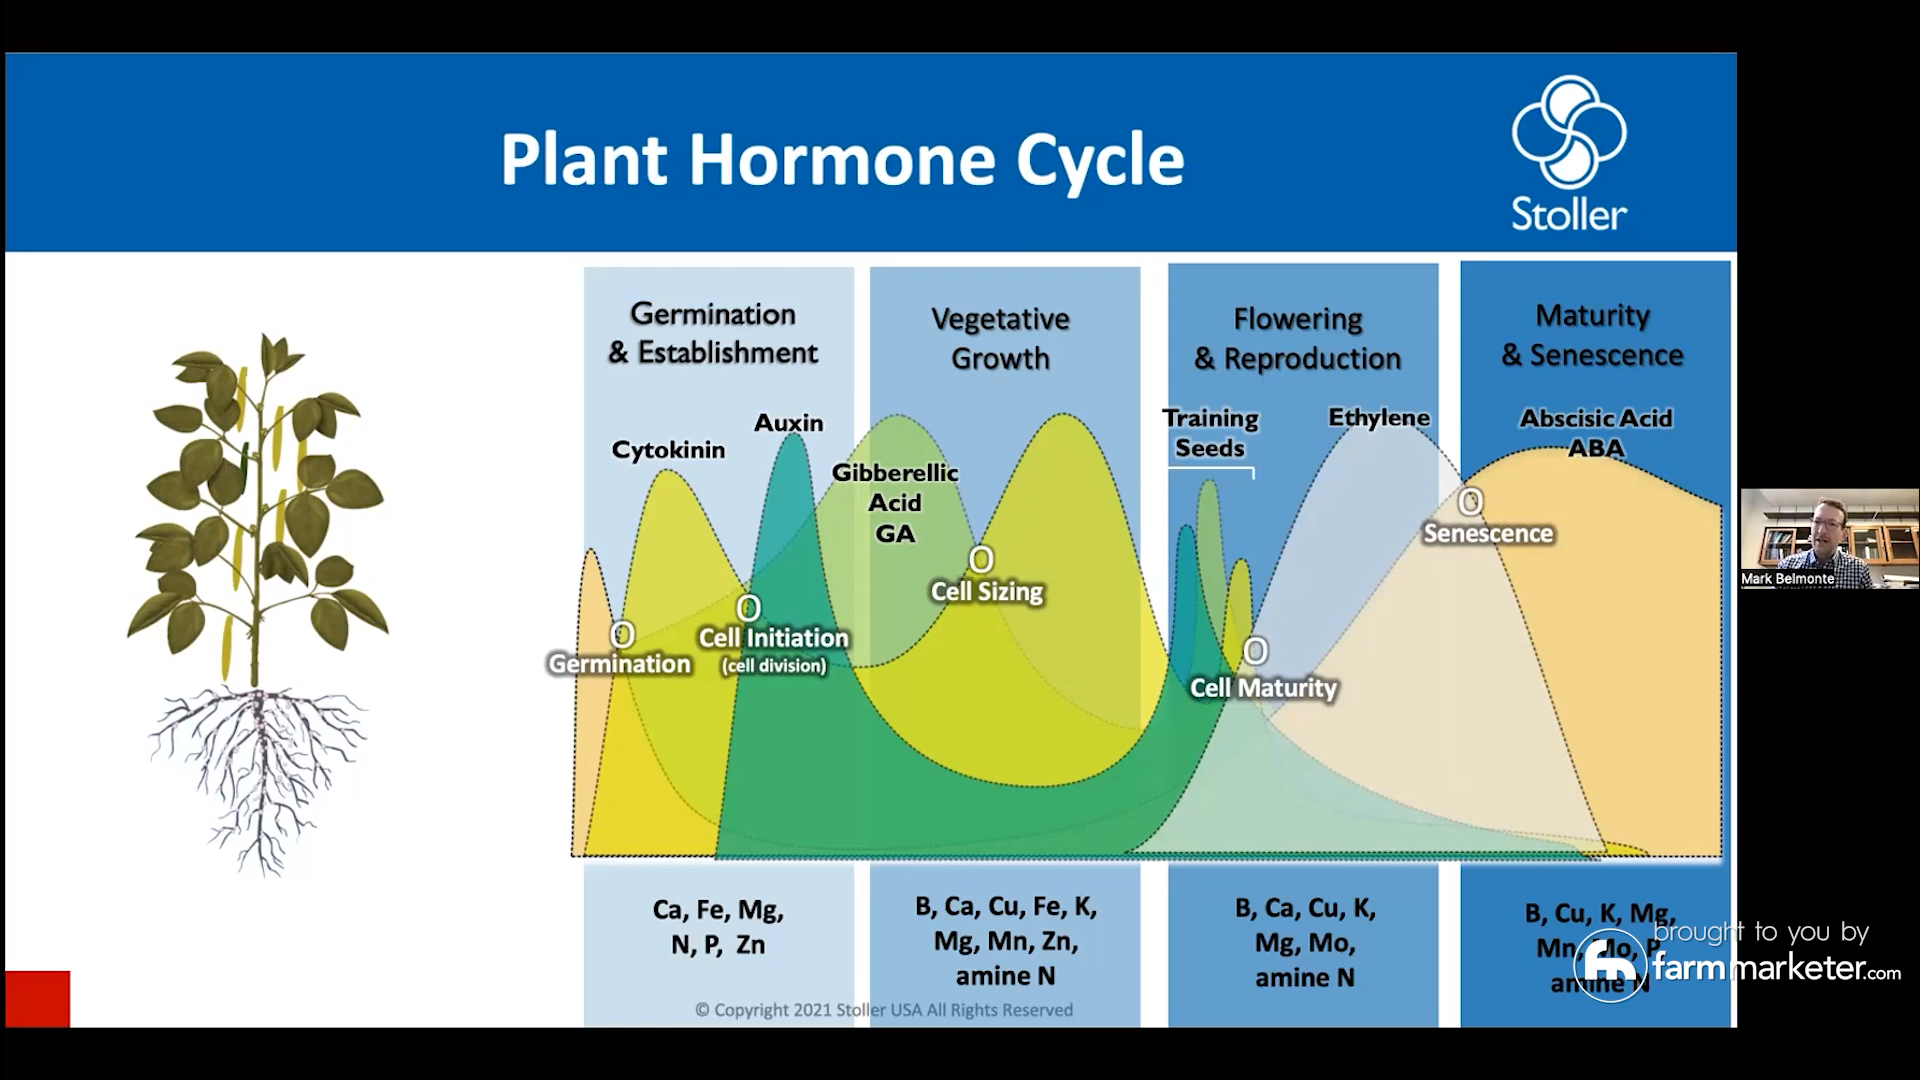 Plant Hormone Cycle
Stoller
Germination
& Establishment
Vegetative
Growth
Flowering
& Reproduction
Maturity
& Senescence
Cytokinin
Auxin
Gibberellic
Acid
GA
Training
Seeds
Ethylene
Abscisic Acid
ABA
O
Germination
O
Cell Initiation
(cell division)
O
Cell Sizing
O
Cell Maturity
O
Senescence
Mark Belmonte
Ca, Fe, Mg,
N, P, Zn
B, Ca, Cu, Fe, K,
Mg, Mn, Zn,
amine N
B, Ca, Cu, K,
Mg, Mo,
amine N
B, Cu, K, Mg,
Mn, Mo, P,
amine N
brought to you by
farmmarketer.com
© Copyright 2021 Stoller USA All Rights Reserved